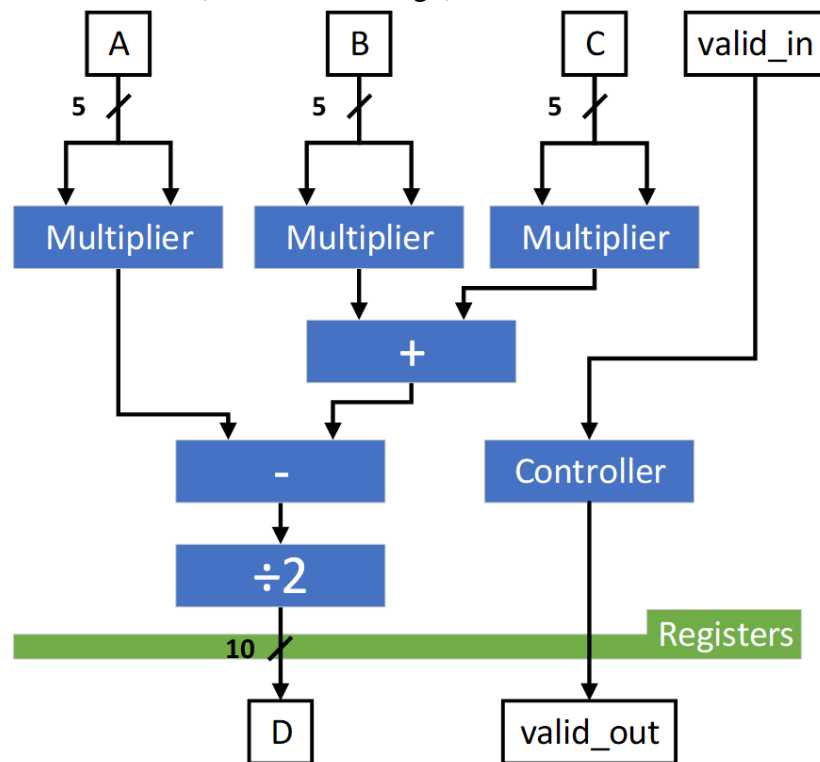 A
B
C
valid_in
5
5
5
Multiplier
Multiplier
Multiplier
+
-
Controller
÷2
Registers
10
D
valid_out